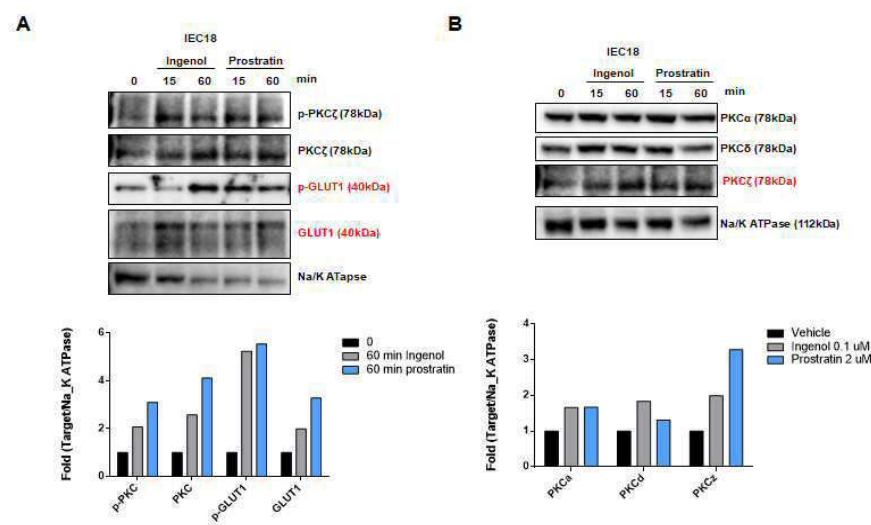 A
IEC18
Ingenol Prostratin
0 15 60 15 60 min
p-PKCζ (78kDa)
PKCζ (78kDa)
p-GLUT1 (40kDa)
GLUT1 (40kDa)
Na/K ATapse
Fold (Target/Na_K ATPase)
6
4
2
0
p-PKC
PKC
p-GLUT1
GLUT1
0
60 min Ingenol
60 min prostratin
B
IEC18
Ingenol Prostratin
0 15 60 15 60 min
PKCα (78kDa)
PKCδ (78kDa)
PKCζ (78kDa)
Na/K ATPase (112kDa)
Fold (Target/Na_K ATPase)
4
3
2
1
0
PKCa
PKCd
PKCz
Vehicle
Ingenol 0.1 uM
Prostratin 2 uM